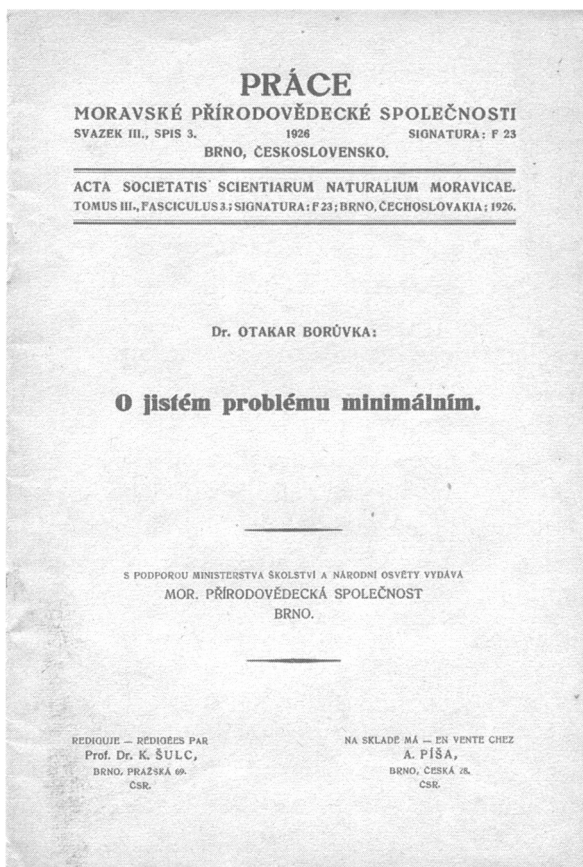 PRÁCE
MORAVSKÉ PŘÍRODOVĚDECKÉ SPOLEČNOSTI
SVAZEK III., SPIS 3. 1926 SIGNATURA: F 23
BRNO, ČESKOSLOVENSKO.
ACTA SOCIETATIS SCIENTIARUM NATURALIUM MORAVICAE.
TOMUS III., FASCICULUS 3.; SIGNATURA: F 23; BRNO, ČECHOSLOVAKIA; 1926.
Dr. OTAKAR BORŮVKA:
O jistém problému minimálním.
S PODPOROU MINISTERSTVA ŠKOLSTVÍ A NÁRODNÍ OSVĚTY VYDÁVÁ
MOR. PŘÍRODOVĚDECKÁ SPOLEČNOST
BRNO.
REDIGUJE — RÉDIGÉES PAR
Prof. Dr. K. ŠULC,
BRNO, PRAŽSKÁ 69.
ČSR.
NA SKLADĚ MÁ — EN VENTE CHEZ
A. PÍŠA,
BRNO, ČESKÁ 28.
ČSR.